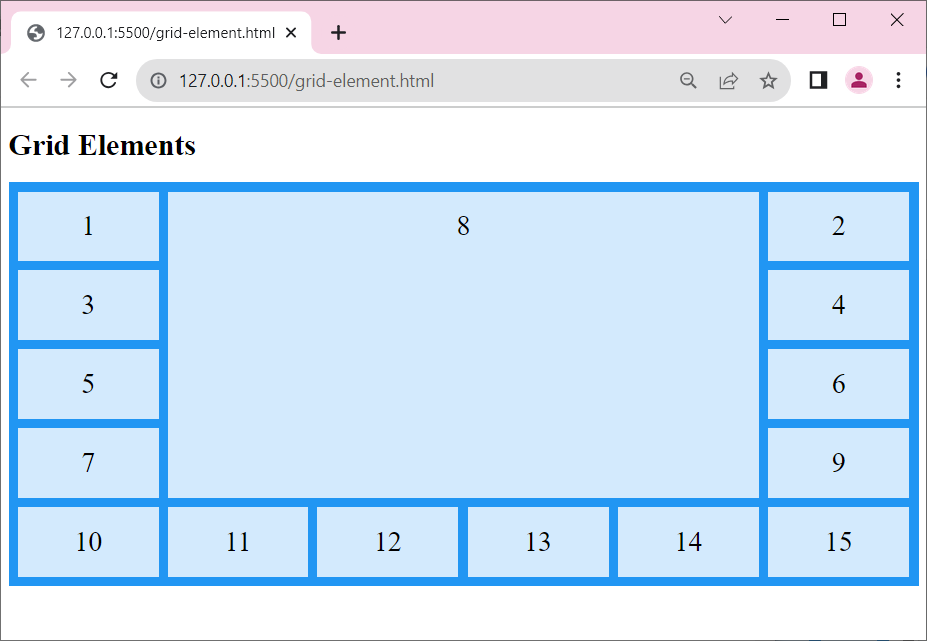 127.0.0.1:5500/grid-element.html
127.0.0.1:5500/grid-element.html
Grid Elements
1 8 2
3 4
5 6
7 9
10 11 12 13 14 15